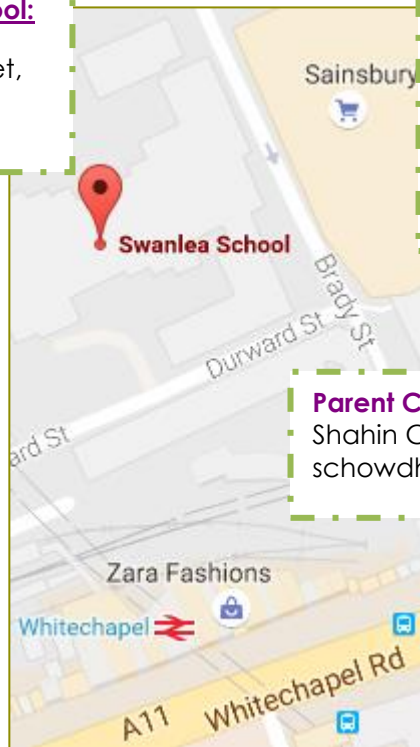 ool:
et,
Sainsbury
Swanlea School
Brady St
Durward St
Parent C
Shahin C
schowdh
ard St
Zara Fashions
Whitechapel
A11 Whitechapel Rd